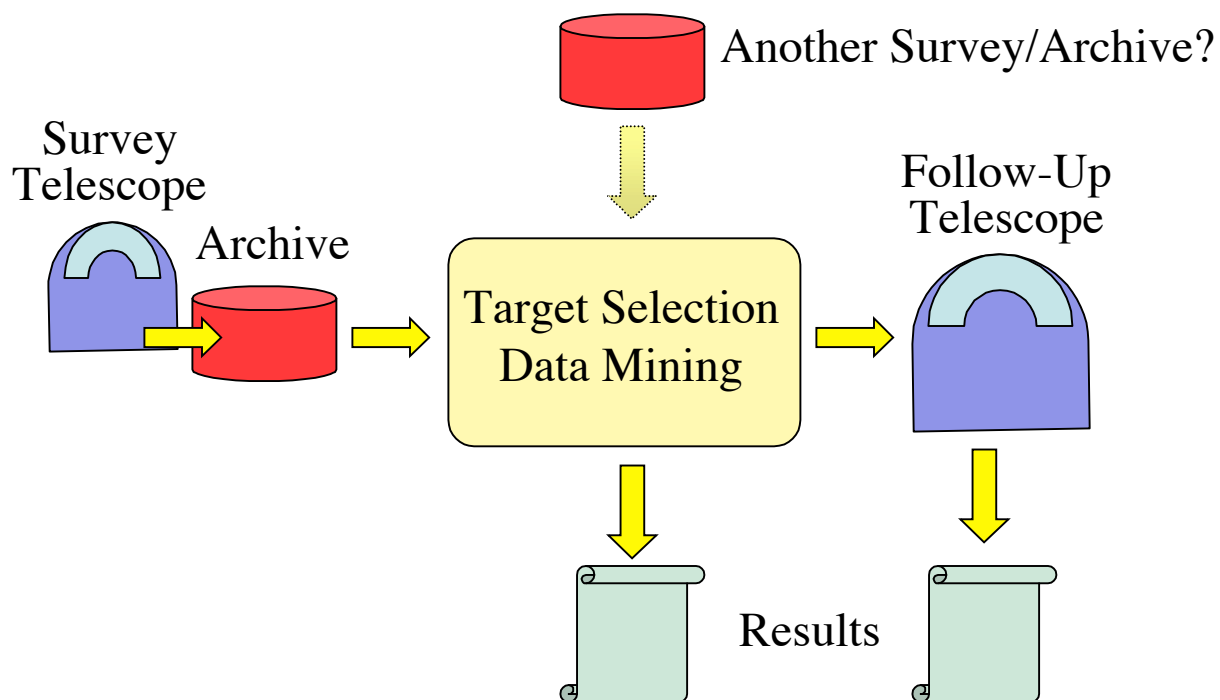 Another Survey/Archive?
Survey
Telescope
Archive
Follow-Up
Telescope
Target Selection
Data Mining
Results